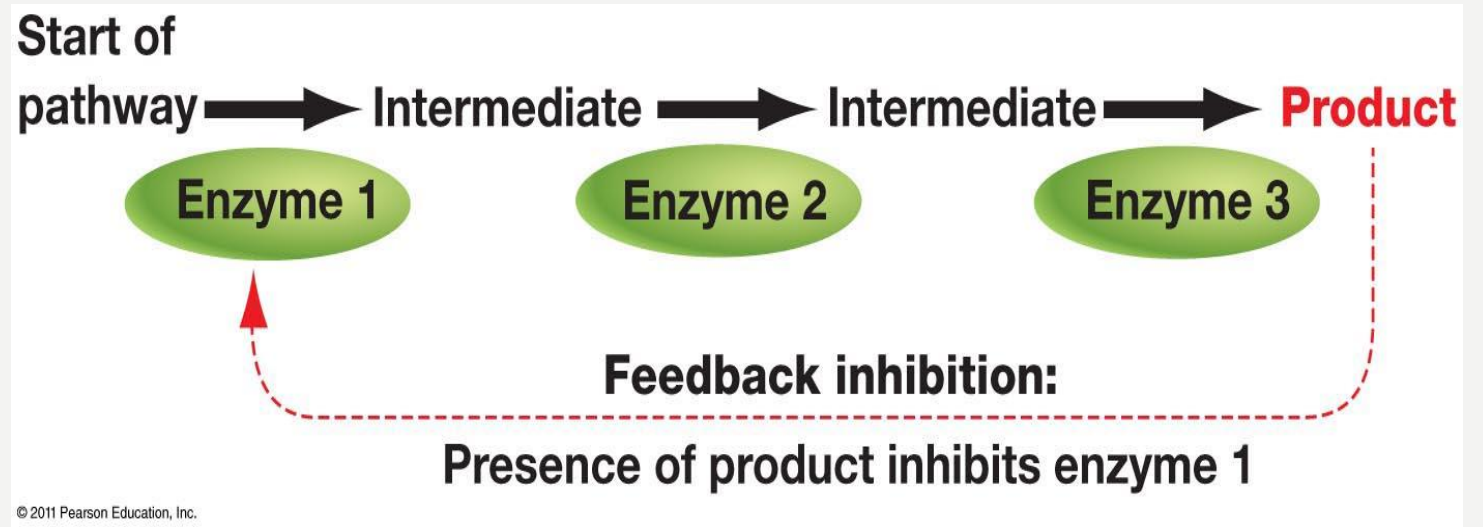 Start of
pathway Intermediate Intermediate Product
Enzyme 1 Enzyme 2 Enzyme 3
Feedback inhibition:
Presence of product inhibits enzyme 1
© 2011 Pearson Education, Inc.